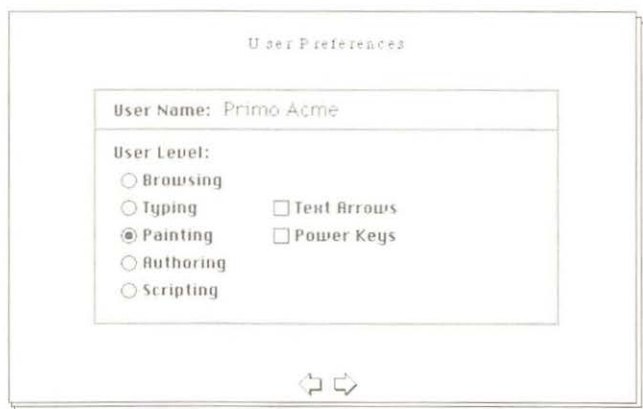 User Preferences
User Name: Primo Acme
User Level:
Browsing
Typing Text Arrows
Painting Power Keys
Authoring
Scripting